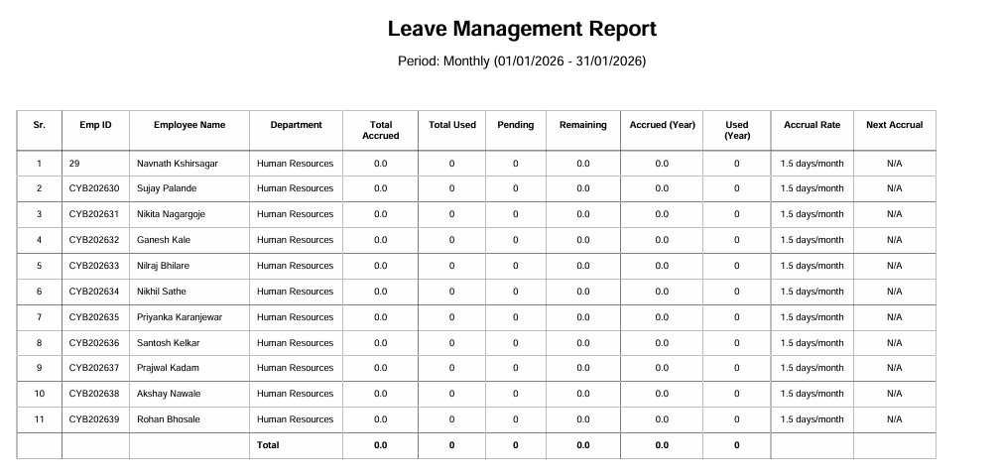 Leave Management Report
Period: Monthly (01/01/2026 - 31/01/2026)
Sr. Emp ID Employee Name Department Total Accrued Total Used Pending Remaining Accrued (Year) Used (Year) Accrual Rate Next Accrual
1 29 Navnath Kshirsagar Human Resources 0.0 0 0 0.0 0.0 0 1.5 days/month N/A
2 CYB202630 Sujay Palande Human Resources 0.0 0 0 0.0 0.0 0 1.5 days/month N/A
3 CYB202631 Nikita Nagargoje Human Resources 0.0 0 0 0.0 0.0 0 1.5 days/month N/A
4 CYB202632 Ganesh Kale Human Resources 0.0 0 0 0.0 0.0 0 1.5 days/month N/A
5 CYB202633 Nilraj Bhilare Human Resources 0.0 0 0 0.0 0.0 0 1.5 days/month N/A
6 CYB202634 Nikhil Sathe Human Resources 0.0 0 0 0.0 0.0 0 1.5 days/month N/A
7 CYB202635 Priyanka Karanjewar Human Resources 0.0 0 0 0.0 0.0 0 1.5 days/month N/A
8 CYB202636 Santosh Kelkar Human Resources 0.0 0 0 0.0 0.0 0 1.5 days/month N/A
9 CYB202637 Prajwal Kadam Human Resources 0.0 0 0 0.0 0.0 0 1.5 days/month N/A
10 CYB202638 Akshay Nawale Human Resources 0.0 0 0 0.0 0.0 0 1.5 days/month N/A
11 CYB202639 Rohan Bhosale Human Resources 0.0 0 0 0.0 0.0 0 1.5 days/month N/A
Total 0.0 0 0 0.0 0.0 0